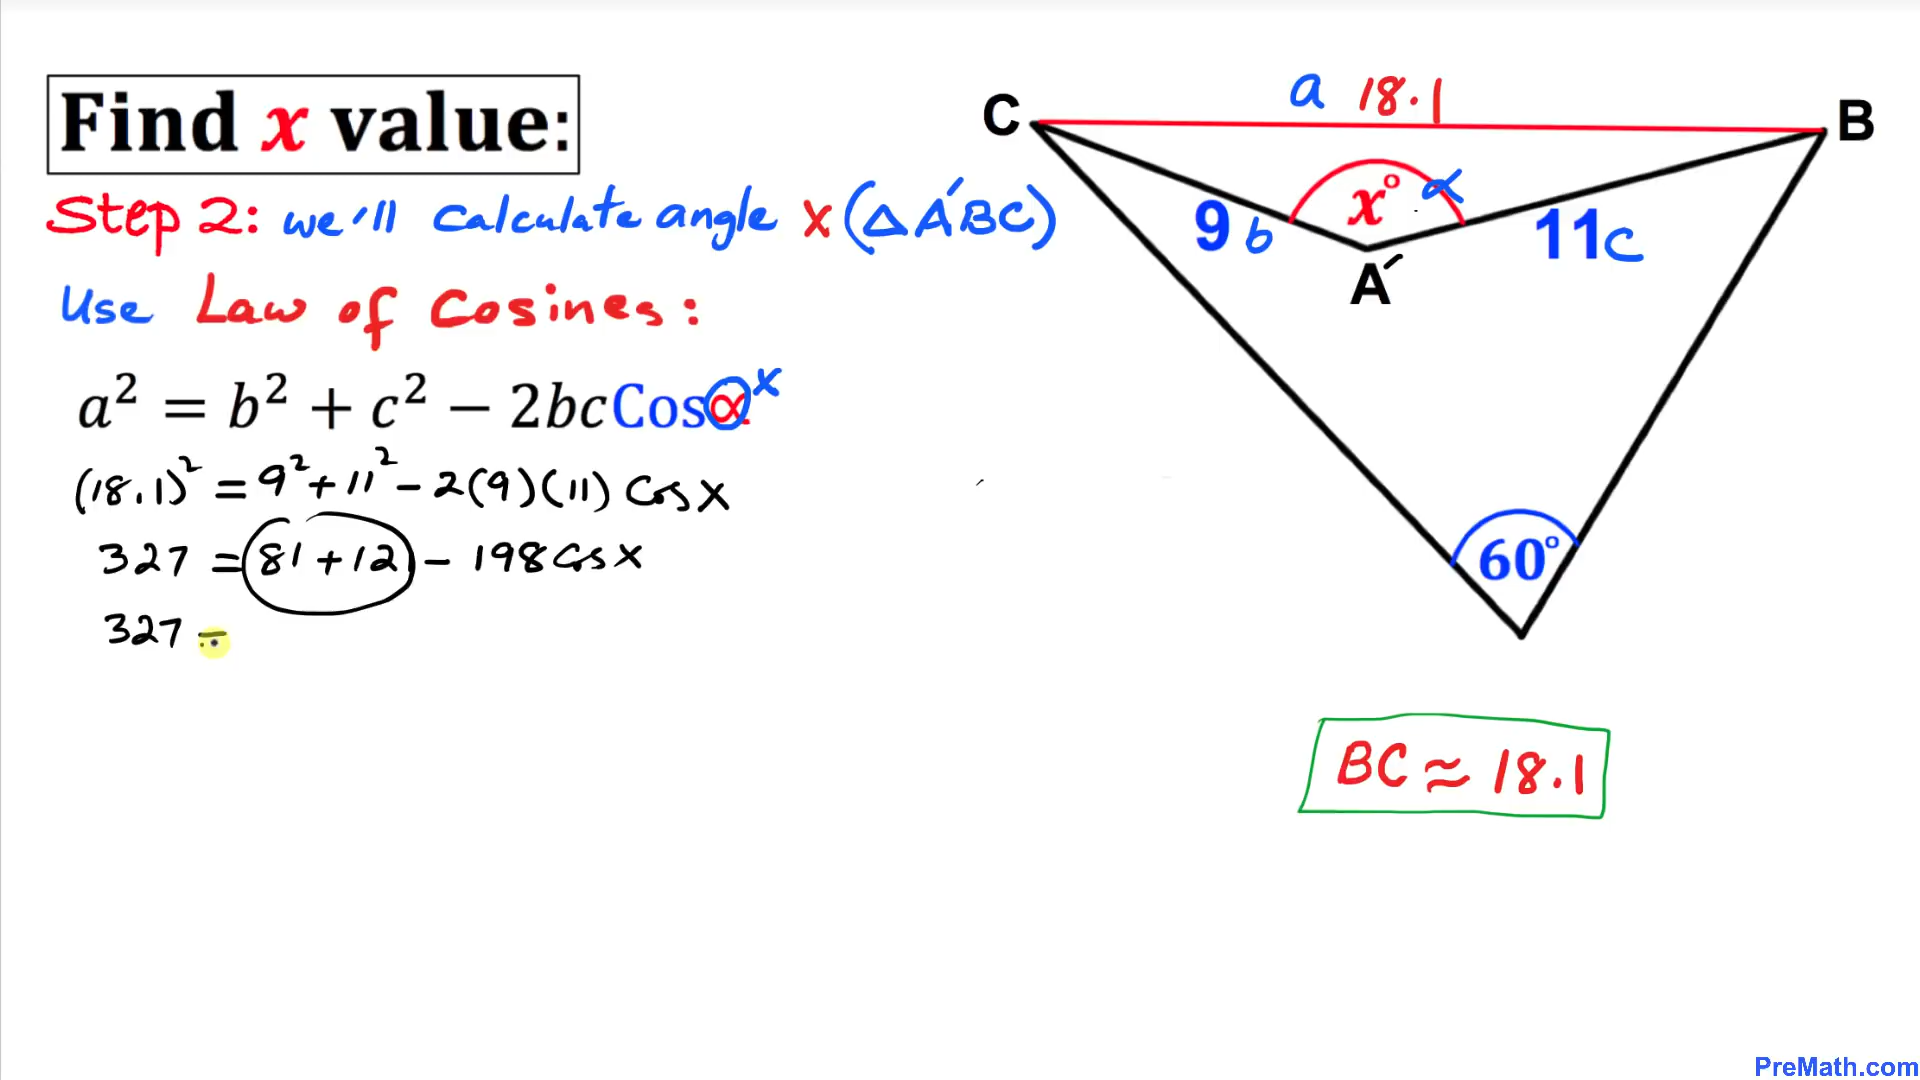 Find x value:
Step 2: we'll calculate angle x (△A′BC)
Use Law of Cosines:
a² = b² + c² − 2bcCos∝ x
(18.1)² = 9² + 11² − 2(9)(11) Cos x
327 = 81 + 121 − 198 Cos x
327 =
a 18.1
C
B
x° ∝
9 b
11 c
A′
60°
BC ≈ 18.1
PreMath.com